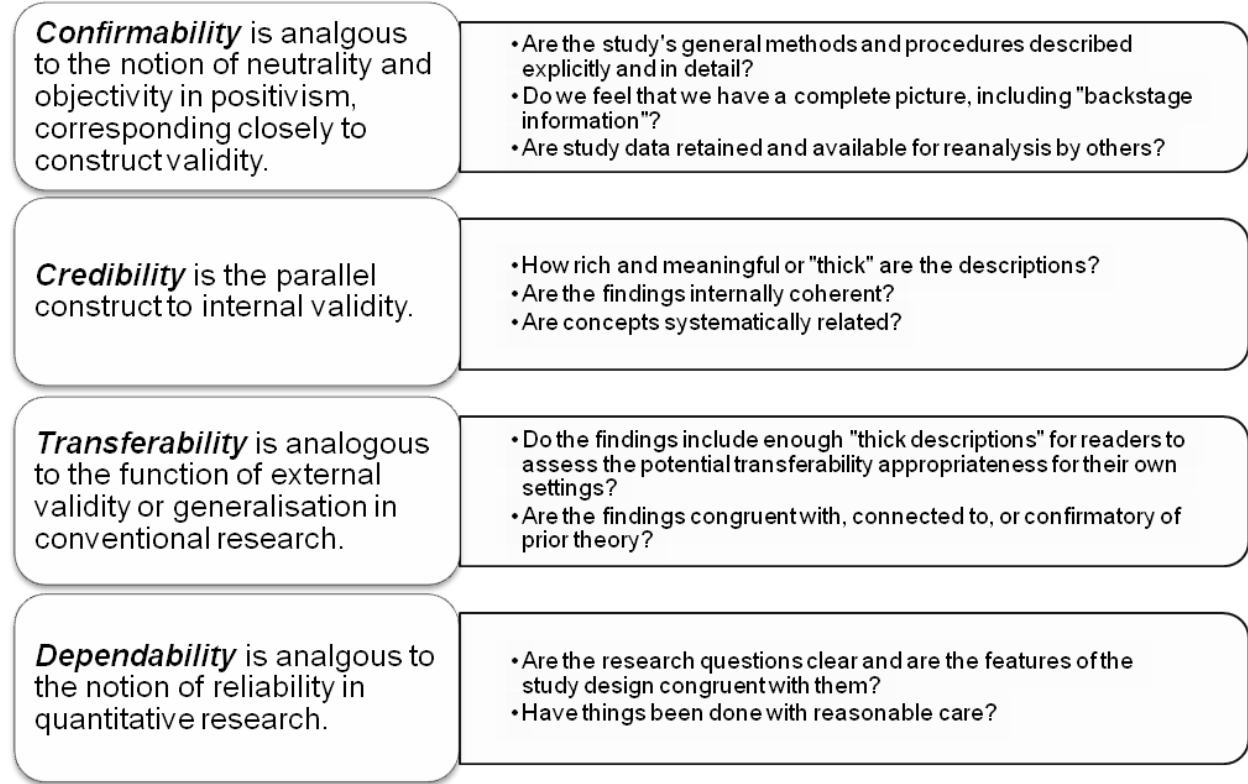 Confirmability is analgous
to the notion of neutrality and
objectivity in positivism,
corresponding closely to
construct validity.
•Are the study's general methods and procedures described
explicitly and in detail?
•Do we feel that we have a complete picture, including "backstage
information"?
•Are study data retained and available for reanalysis by others?
Credibility is the parallel
construct to internal validity.
•How rich and meaningful or "thick" are the descriptions?
•Are the findings internally coherent?
•Are concepts systematically related?
Transferability is analogous
to the function of external
validity or generalisation in
conventional research.
•Do the findings include enough "thick descriptions" for readers to
assess the potential transferability appropriateness for their own
settings?
•Are the findings congruent with, connected to, or confirmatory of
prior theory?
Dependability is analgous to
the notion of reliability in
quantitative research.
•Are the research questions clear and are the features of the
study design congruent with them?
•Have things been done with reasonable care?